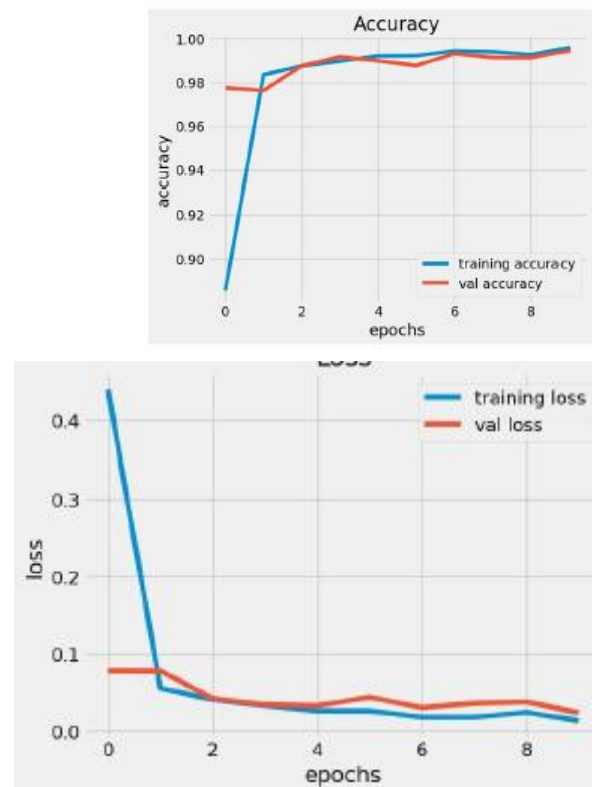 Accuracy
1.00
0.98
0.96
0.94
0.92
0.90
accuracy
training accuracy
val accuracy
0 2 4 6 8
epochs
Loss
training loss
val loss
0.4
0.3
0.2
0.1
0.0
loss
0 2 4 6 8
epochs